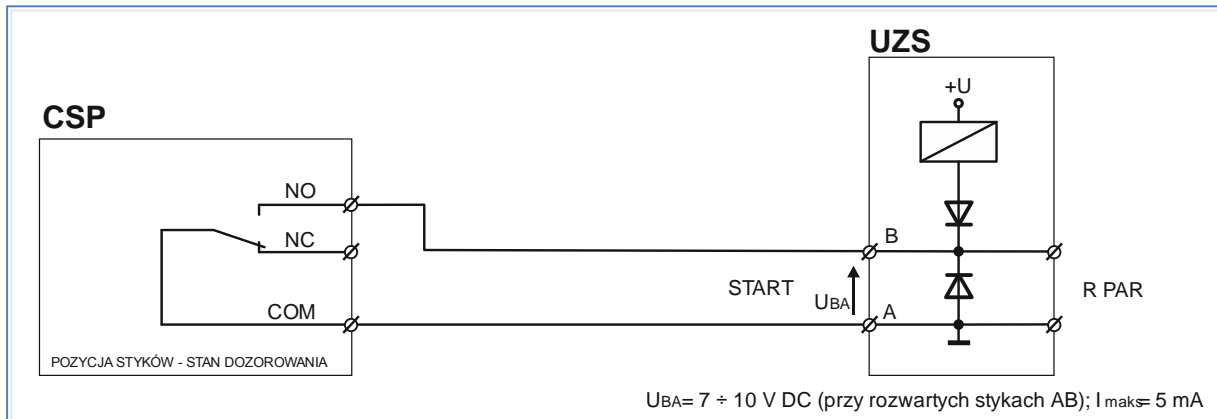 UZS
+U
CSP
NO
NC
B
START
UBA
R PAR
COM
A
POZYCJA STYKÓW - STAN DOZOROWANIA
UBA= 7 ÷ 10 V DC (przy rozwartych stykach AB); I maks= 5 mA